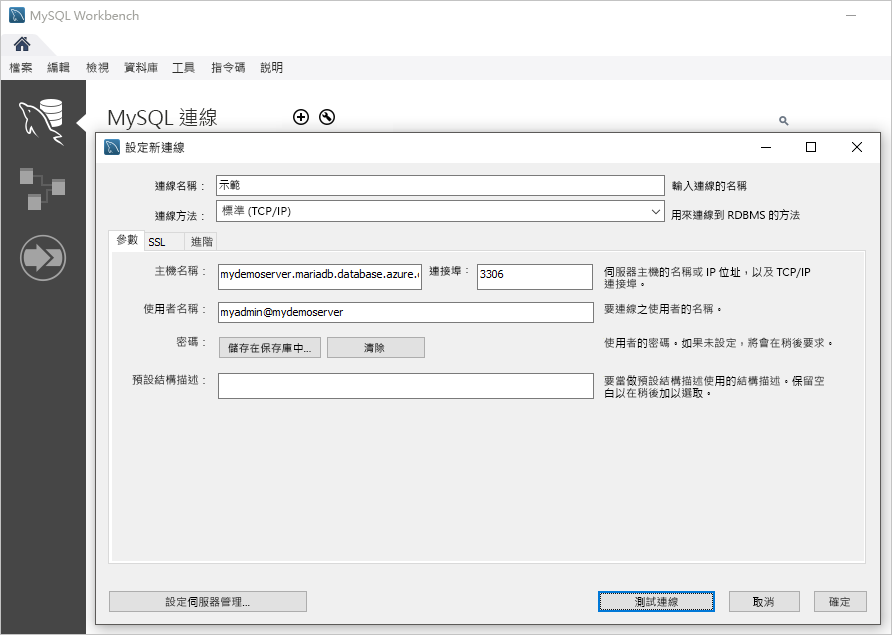 MySQL Workbench
檔案 編輯 檢視 資料庫 工具 指令碼 說明
MySQL 連線
設定新連線
連線名稱： 示範 輸入連線的名稱
連線方法： 標準 (TCP/IP) 用來連線到 RDBMS 的方法
參數 SSL 進階
主機名稱： mydemoserver.mariadb.database.azure. 連接埠： 3306 伺服器主機的名稱或 IP 位址，以及 TCP/IP
連接埠。
使用者名稱： myadmin@mydemoserver 要連線之使用者的名稱。
密碼： 儲存在保存庫中... 清除 使用者的密碼。如果未設定，將會在稍後要求。
預設結構描述： 要當做預設結構描述使用的結構描述。保留空
白以在稍後加以選取。
設定伺服器管理... 測試連線 取消 確定